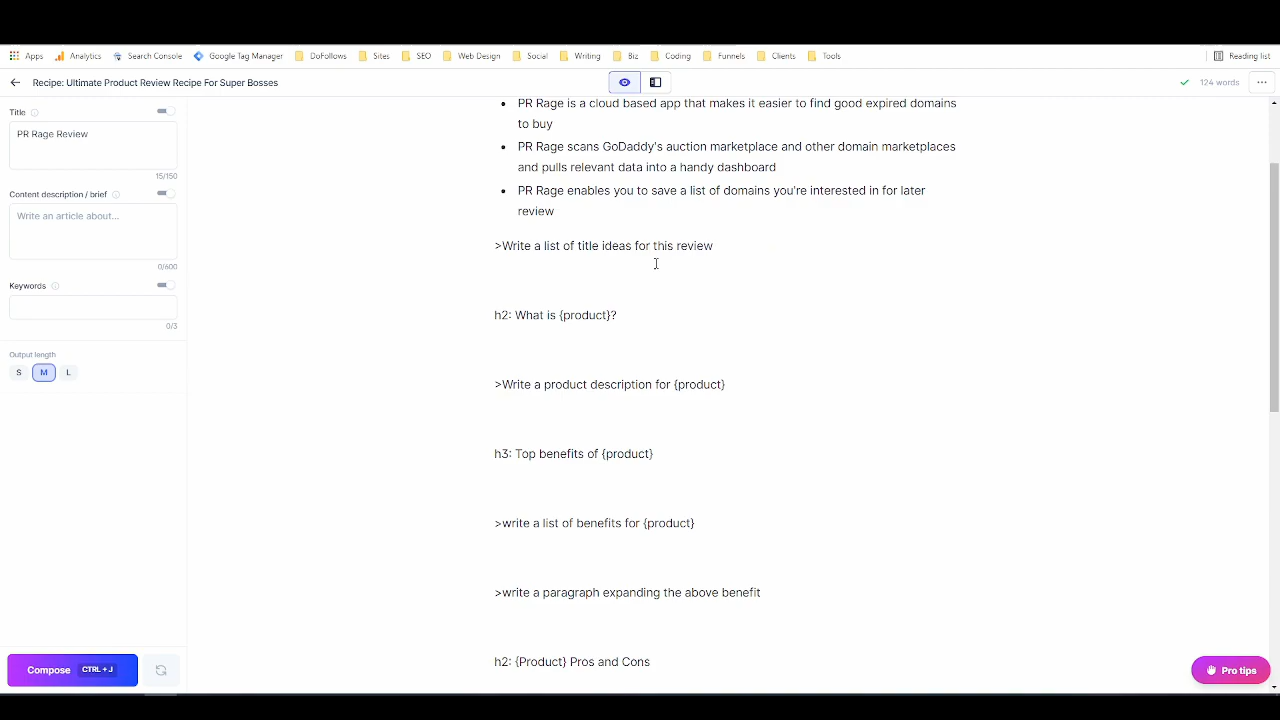 Apps Analytics Search Console Google Tag Manager DoFollows Sites SEO Web Design Social Writing Biz Coding Funnels Clients Tools Reading list
Recipe: Ultimate Product Review Recipe For Super Bosses
124 words
Title
PR Rage Review
15/150
Content description / brief
Write an article about...
0/600
Keywords
0/3
Output length
S M L
Compose CTRL + J
• PR Rage is a cloud based app that makes it easier to find good expired domains
to buy
• PR Rage scans GoDaddy's auction marketplace and other domain marketplaces
and pulls relevant data into a handy dashboard
• PR Rage enables you to save a list of domains you're interested in for later
review
>Write a list of title ideas for this review
h2: What is {product}?
>Write a product description for {product}
h3: Top benefits of {product}
>write a list of benefits for {product}
>write a paragraph expanding the above benefit
h2: {Product} Pros and Cons
Pro tips